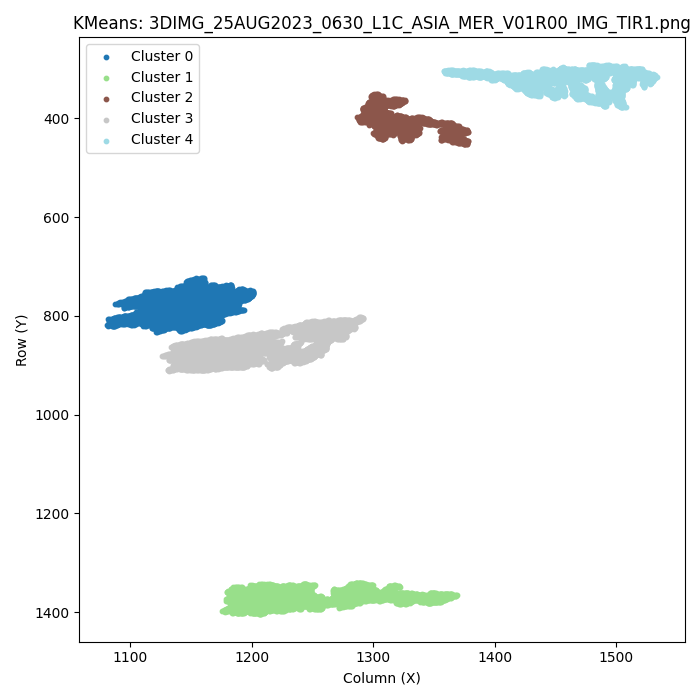 KMeans: 3DIMG_25AUG2023_0630_L1C_ASIA_MER_V01R00_IMG_TIR1.png
Cluster 0
Cluster 1
Cluster 2
Cluster 3
Cluster 4
400
600
800
1000
1200
1400
Row (Y)
1100 1200 1300 1400 1500
Column (X)